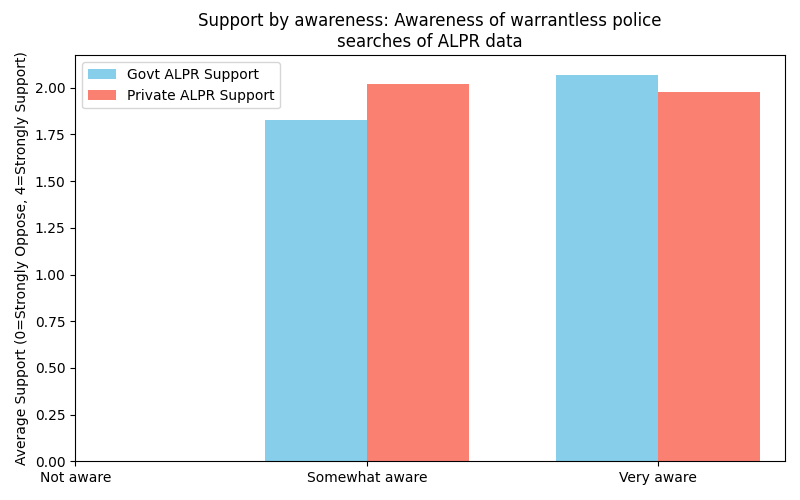 Support by awareness: Awareness of warrantless police
searches of ALPR data
Govt ALPR Support
Private ALPR Support
Average Support (0=Strongly Oppose, 4=Strongly Support)
2.00
1.75
1.50
1.25
1.00
0.75
0.50
0.25
0.00
Not aware
Somewhat aware
Very aware